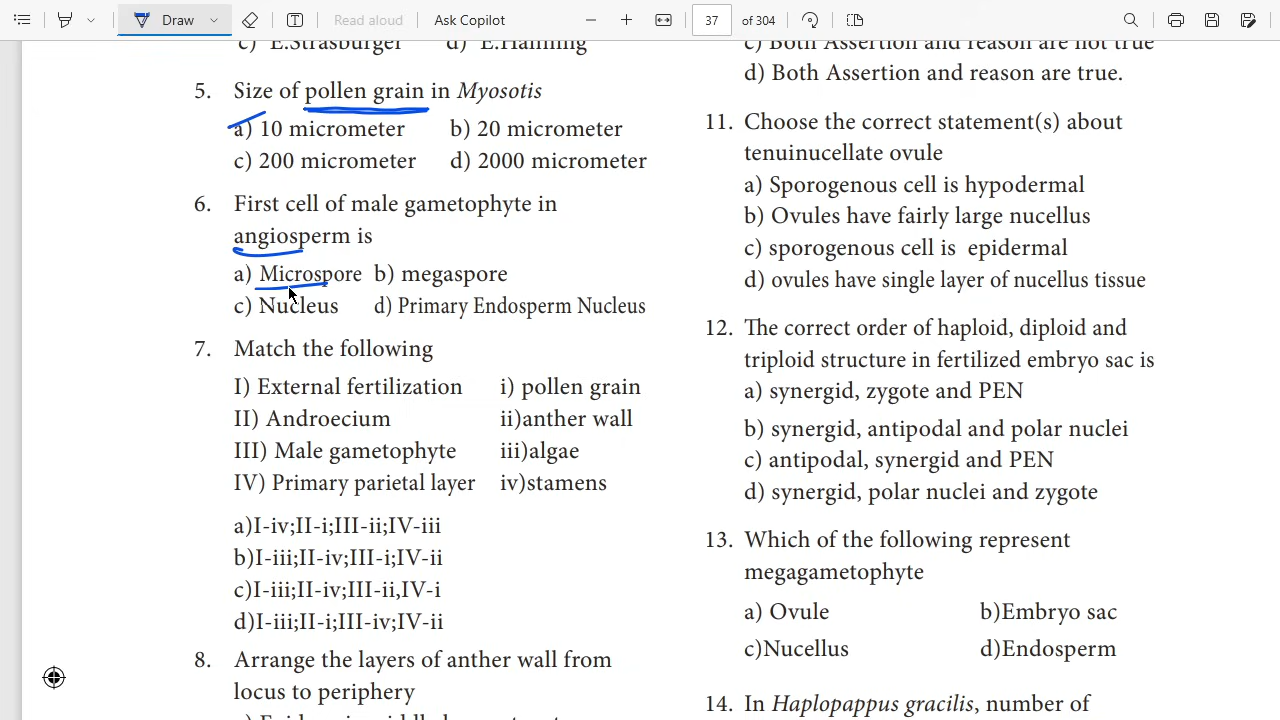 Draw
Read aloud
Ask Copilot
37 of 304
c) E.Strasburger d) E.Hanning
5. Size of pollen grain in Myosotis
a) 10 micrometer b) 20 micrometer
c) 200 micrometer d) 2000 micrometer
6. First cell of male gametophyte in
angiosperm is
a) Microspore b) megaspore
c) Nucleus d) Primary Endosperm Nucleus
7. Match the following
I) External fertilization i) pollen grain
II) Androecium ii)anther wall
III) Male gametophyte iii)algae
IV) Primary parietal layer iv)stamens
a)I-iv;II-i;III-ii;IV-iii
b)I-iii;II-iv;III-i;IV-ii
c)I-iii;II-iv;III-ii,IV-i
d)I-iii;II-i;III-iv;IV-ii
8. Arrange the layers of anther wall from
locus to periphery
c) Both Assertion and reason are not true
d) Both Assertion and reason are true.
11. Choose the correct statement(s) about
tenuinucellate ovule
a) Sporogenous cell is hypodermal
b) Ovules have fairly large nucellus
c) sporogenous cell is epidermal
d) ovules have single layer of nucellus tissue
12. The correct order of haploid, diploid and
triploid structure in fertilized embryo sac is
a) synergid, zygote and PEN
b) synergid, antipodal and polar nuclei
c) antipodal, synergid and PEN
d) synergid, polar nuclei and zygote
13. Which of the following represent
megagametophyte
a) Ovule b)Embryo sac
c)Nucellus d)Endosperm
14. In Haplopappus gracilis, number of